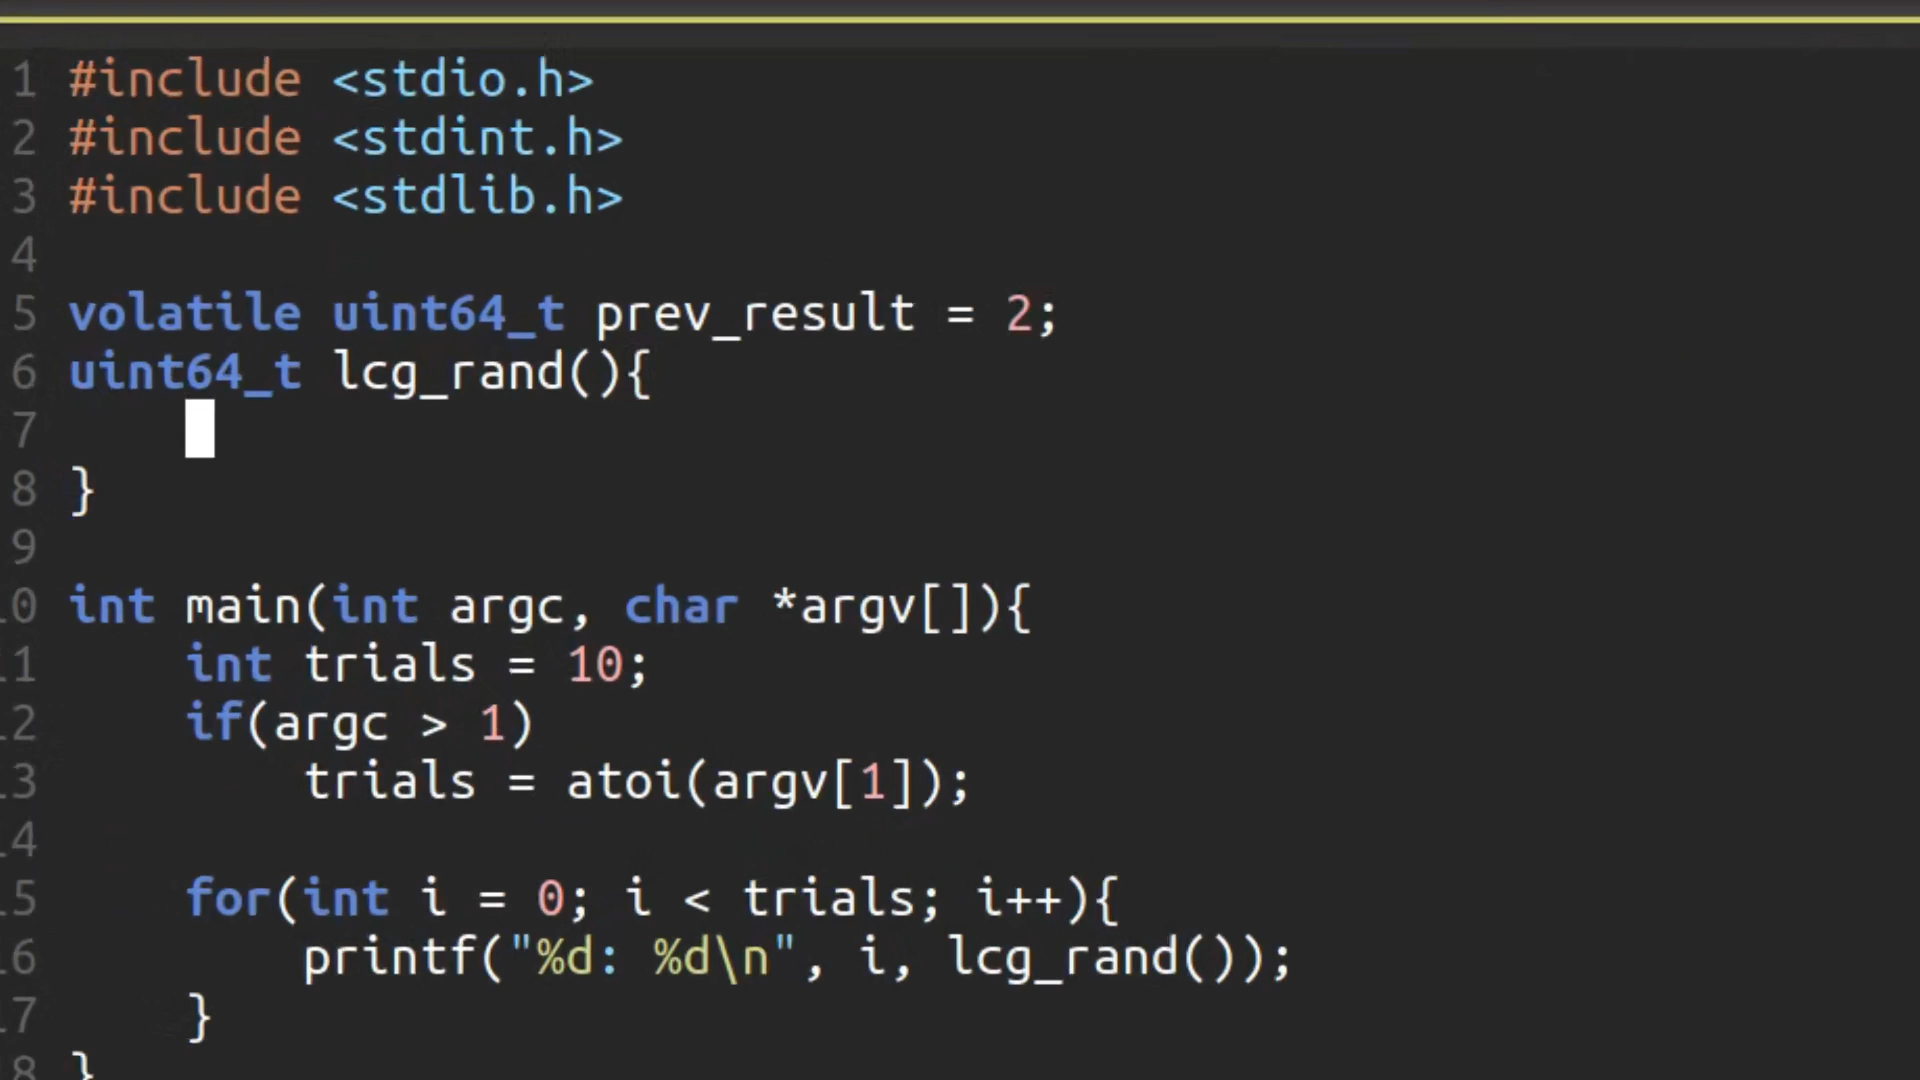 1 #include <stdio.h>
2 #include <stdint.h>
3 #include <stdlib.h>
4
5 volatile uint64_t prev_result = 2;
6 uint64_t lcg_rand(){
7
8 }
9
10 int main(int argc, char *argv[]){
11     int trials = 10;
12     if(argc > 1)
13         trials = atoi(argv[1]);
14
15     for(int i = 0; i < trials; i++){
16         printf("%d: %d\n", i, lcg_rand());
17     }
18 }